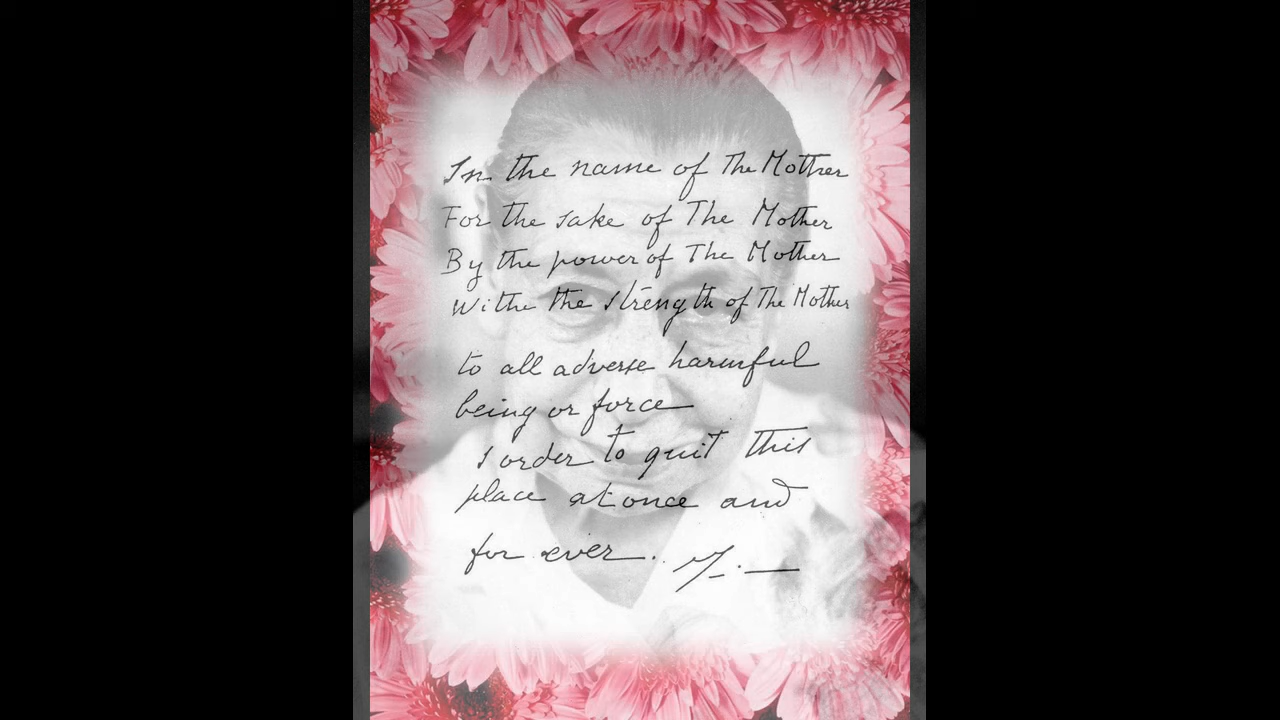 In the name of The Mother
For the sake of The Mother
By the power of The Mother
Withe the strength of The Mother
to all adverse harmful
being or force
I order to quit this
place at once and
for ever.